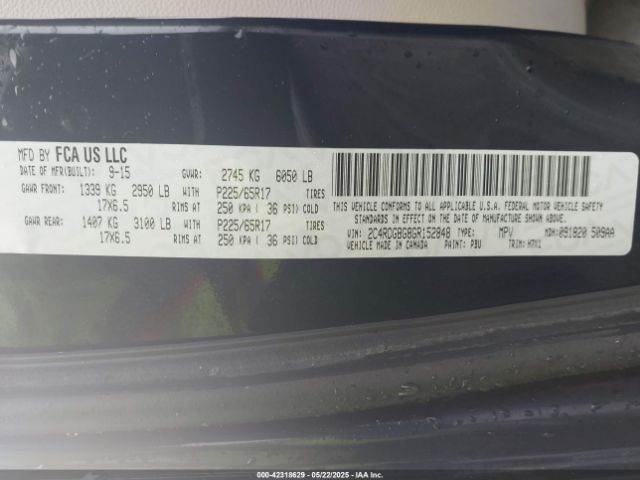 MFD BY FCA US LLC
DATE OF MFR(BUILT): 9-15 GVWR: 2745 KG 6050 LB
GAWR FRONT: 1339 KG 2950 LB WITH P225/65R17 TIRES
17X6.5 RIMS AT 250 KPA ( 36 PSI) COLD
GAWR REAR: 1407 KG 3100 LB WITH P225/65R17 TIRES
17X6.5 RIMS AT 250 KPA ( 36 PSI) COLD
THIS VEHICLE CONFORMS TO ALL APPLICABLE U.S.A. FEDERAL MOTOR VEHICLE SAFETY
STANDARDS IN EFFECT ON THE DATE OF MANUFACTURE SHOWN ABOVE.
VIN: 2C4RDGBG8GR152848 TYPE: MPV MDH: 091820 509AA
VEHICLE MADE IN CANADA PAINT: PBU TRIM: H7X1
000-42318629 - 05/22/2025 - IAA Inc.